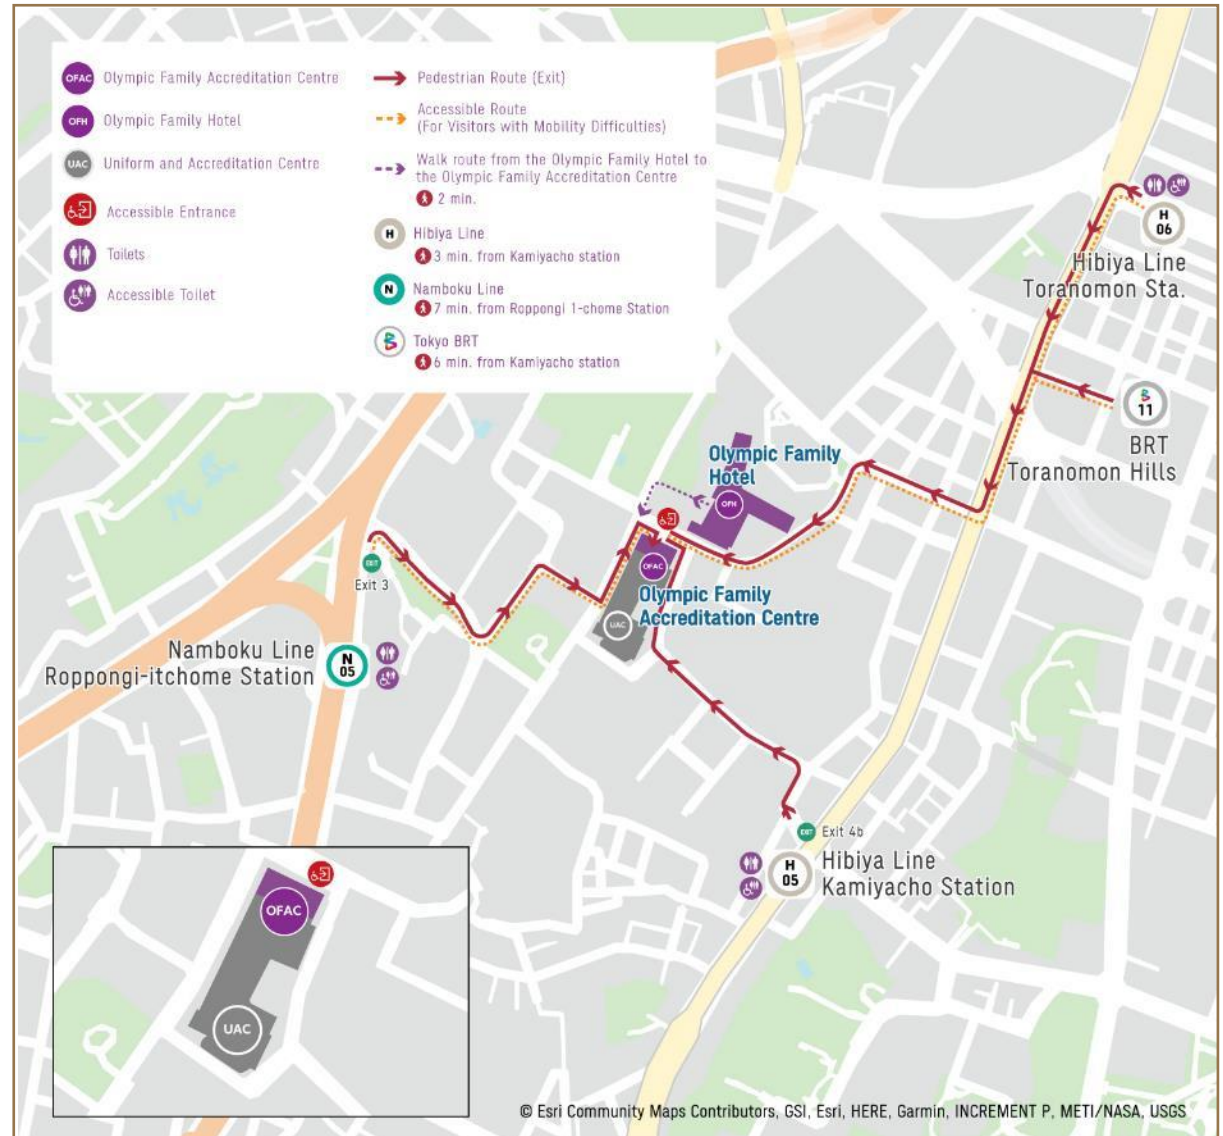 OFAC Olympic Family Accreditation Centre
OFH Olympic Family Hotel
UAC Uniform and Accreditation Centre
Accessible Entrance
Toilets
Accessible Toilet
Pedestrian Route (Exit)
Accessible Route
(For Visitors with Mobility Difficulties)
Walk route from the Olympic Family Hotel to
the Olympic Family Accreditation Centre
2 min.
H Hibiya Line
3 min. from Kamiyacho station
N Namboku Line
7 min. from Roppongi 1-chome Station
B Tokyo BRT
6 min. from Kamiyacho station
H
06
Hibiya Line
Toranomon Sta.
B
11
BRT
Toranomon Hills
Olympic Family
Hotel
OFH
OFAC
Olympic Family
Accreditation Centre
UAC
EXIT
Exit 3
Namboku Line
Roppongi-itchome Station
N
05
EXIT Exit 4b
H
05
Hibiya Line
Kamiyacho Station
OFAC
UAC
© Esri Community Maps Contributors, GSI, Esri, HERE, Garmin, INCREMENT P, METI/NASA, USGS